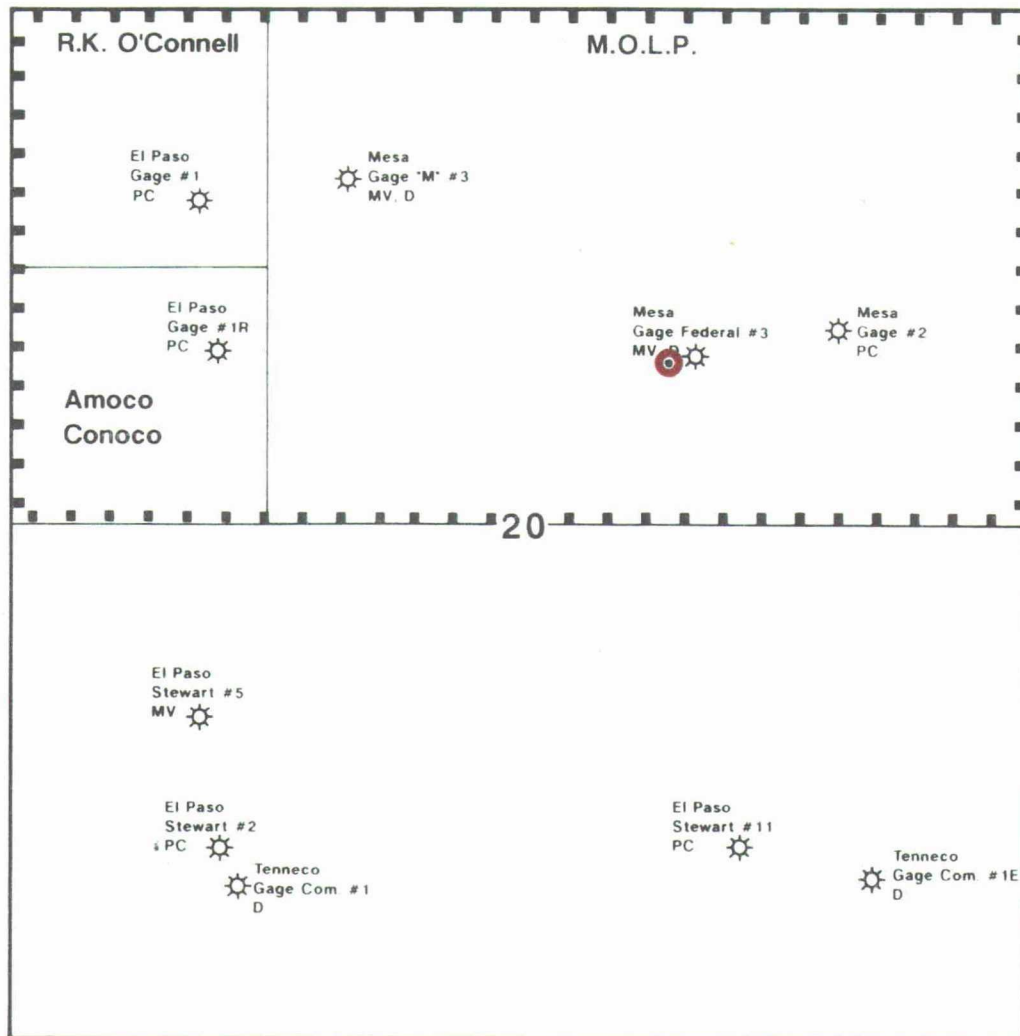 R.K. O'Connell
M.O.L.P.
El Paso
Gage #1
PC
Mesa
Gage "M" #3
MV, D
El Paso
Gage #1R
PC
Mesa
Gage Federal #3
MV, D
Mesa
Gage #2
PC
Amoco
Conoco
20
El Paso
Stewart #5
MV
El Paso
Stewart #2
PC
El Paso
Stewart #11
PC
Tenneco
Gage Com. #1
D
Tenneco
Gage Com. #1E
D